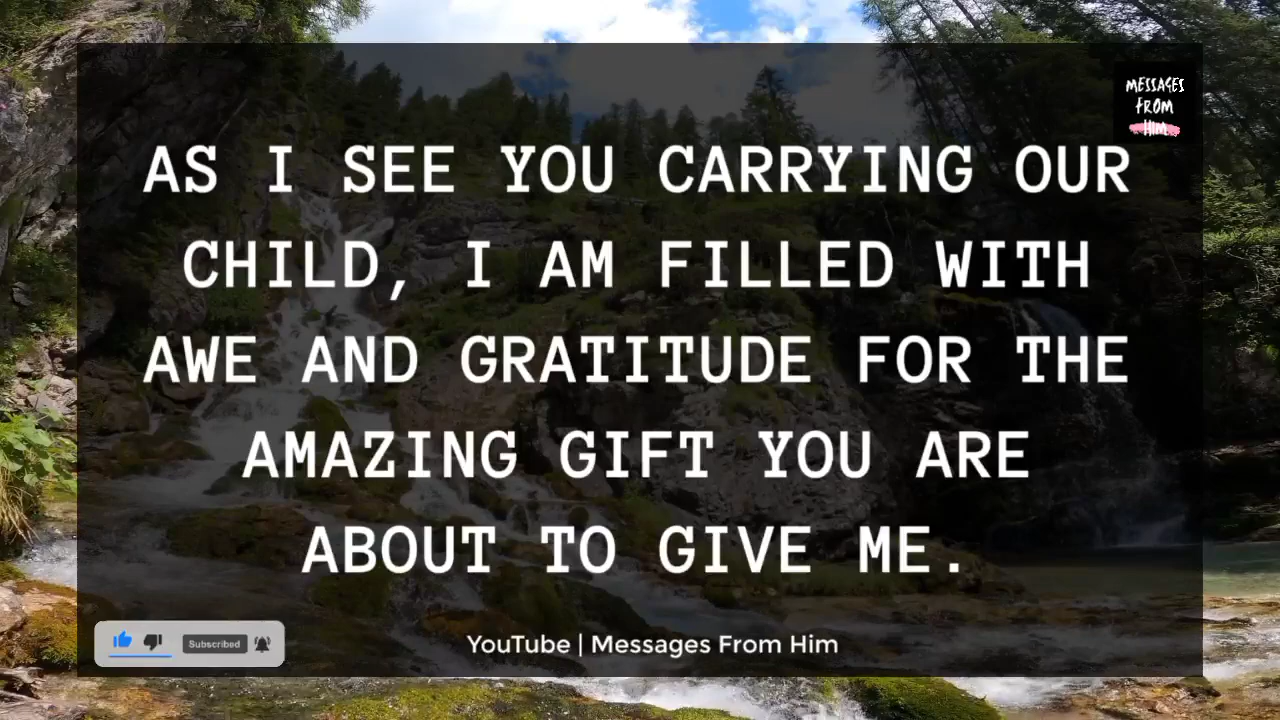 MESSAGES
FROM
HIM
AS I SEE YOU CARRYING OUR
CHILD, I AM FILLED WITH
AWE AND GRATITUDE FOR THE
AMAZING GIFT YOU ARE
ABOUT TO GIVE ME.
Subscribed
YouTube | Messages From Him